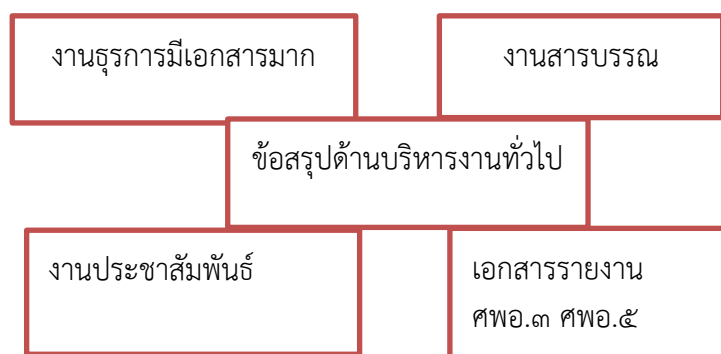 งานธุรการมีเอกสารมาก
งานสารบรรณ
ข้อสรุปด้านบริหารงานทั่วไป
งานประชาสัมพันธ์
เอกสารรายงาน
ศพอ.๓ ศพอ.๕